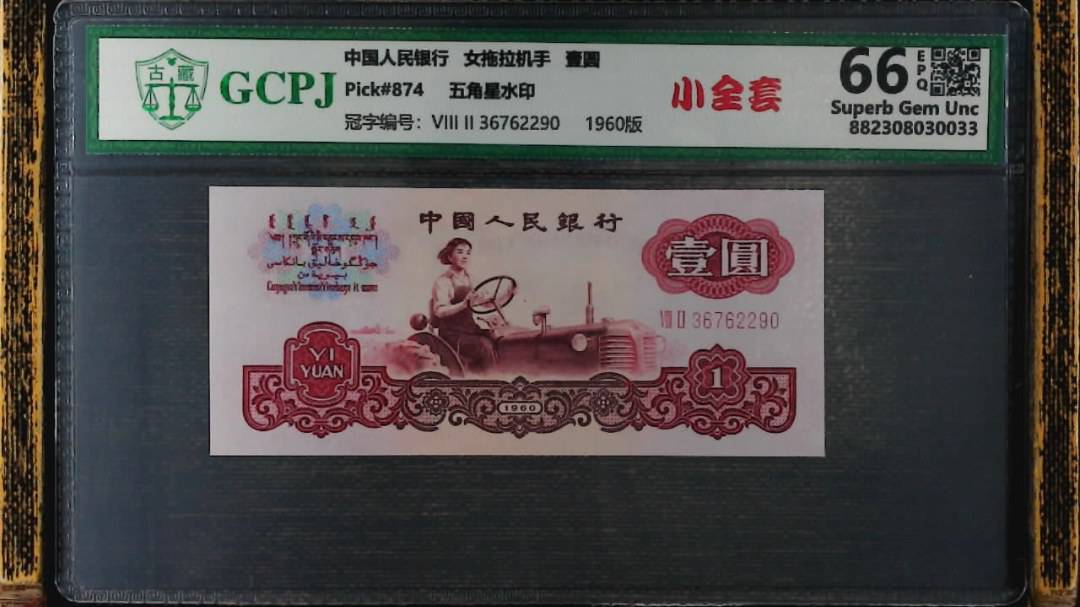 古藏
GCPJ
中国人民银行 女拖拉机手 壹圆
Pick#874 五角星水印
冠字编号：VIII II 36762290 1960版
小全套
66 EPQ
Superb Gem Unc
882308030033
中國人民銀行
壹圓
VIII II 36762290
YI
YUAN
1
1960